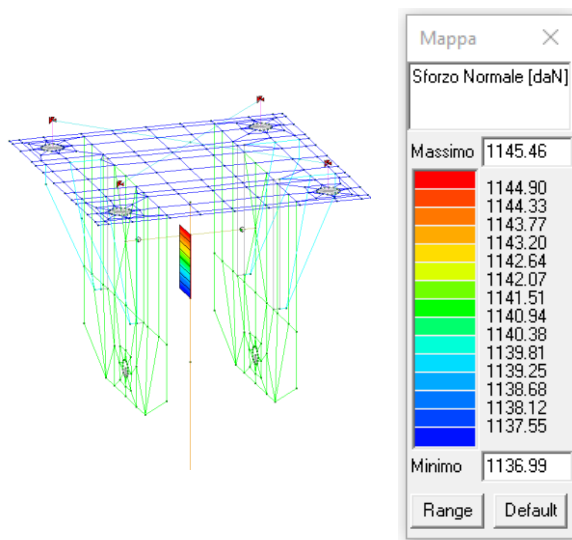 Mappa
Sforzo Normale [daN]
Massimo 1145.46
1144.90
1144.33
1143.77
1143.20
1142.64
1142.07
1141.51
1140.94
1140.38
1139.81
1139.25
1138.68
1138.12
1137.55
Minimo 1136.99
Range Default